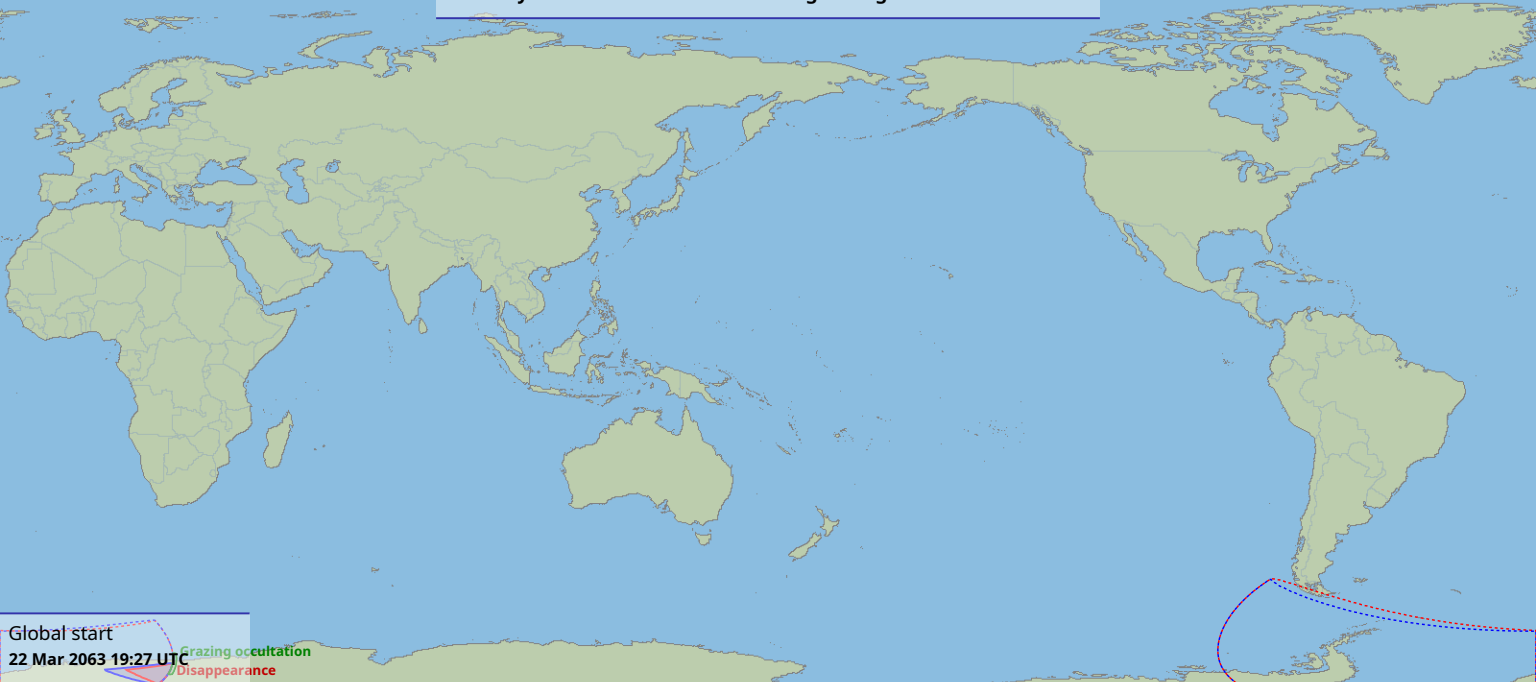 Global start
22 Mar 2063 19:27 UTC
Grazing occultation
Disappearance